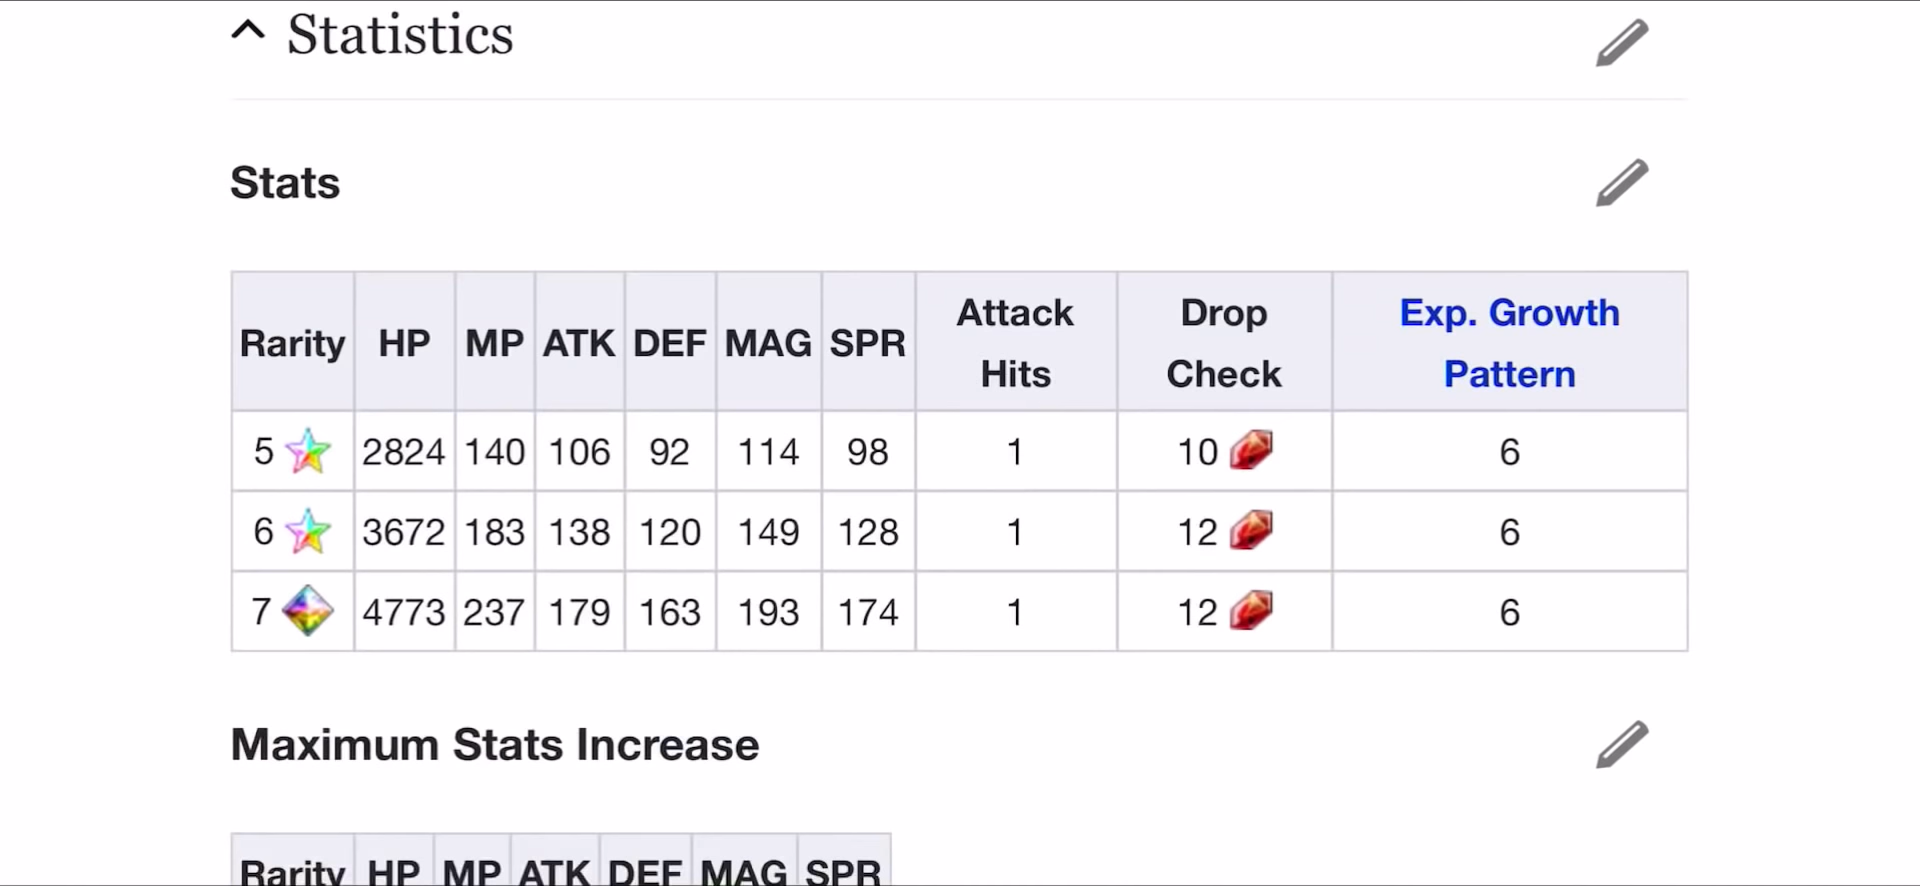 Statistics
Stats
Rarity HP MP ATK DEF MAG SPR Attack Hits Drop Check Exp. Growth Pattern
5 2824 140 106 92 114 98 1 10 6
6 3672 183 138 120 149 128 1 12 6
7 4773 237 179 163 193 174 1 12 6
Maximum Stats Increase
Rarity HP MP ATK DEF MAG SPR